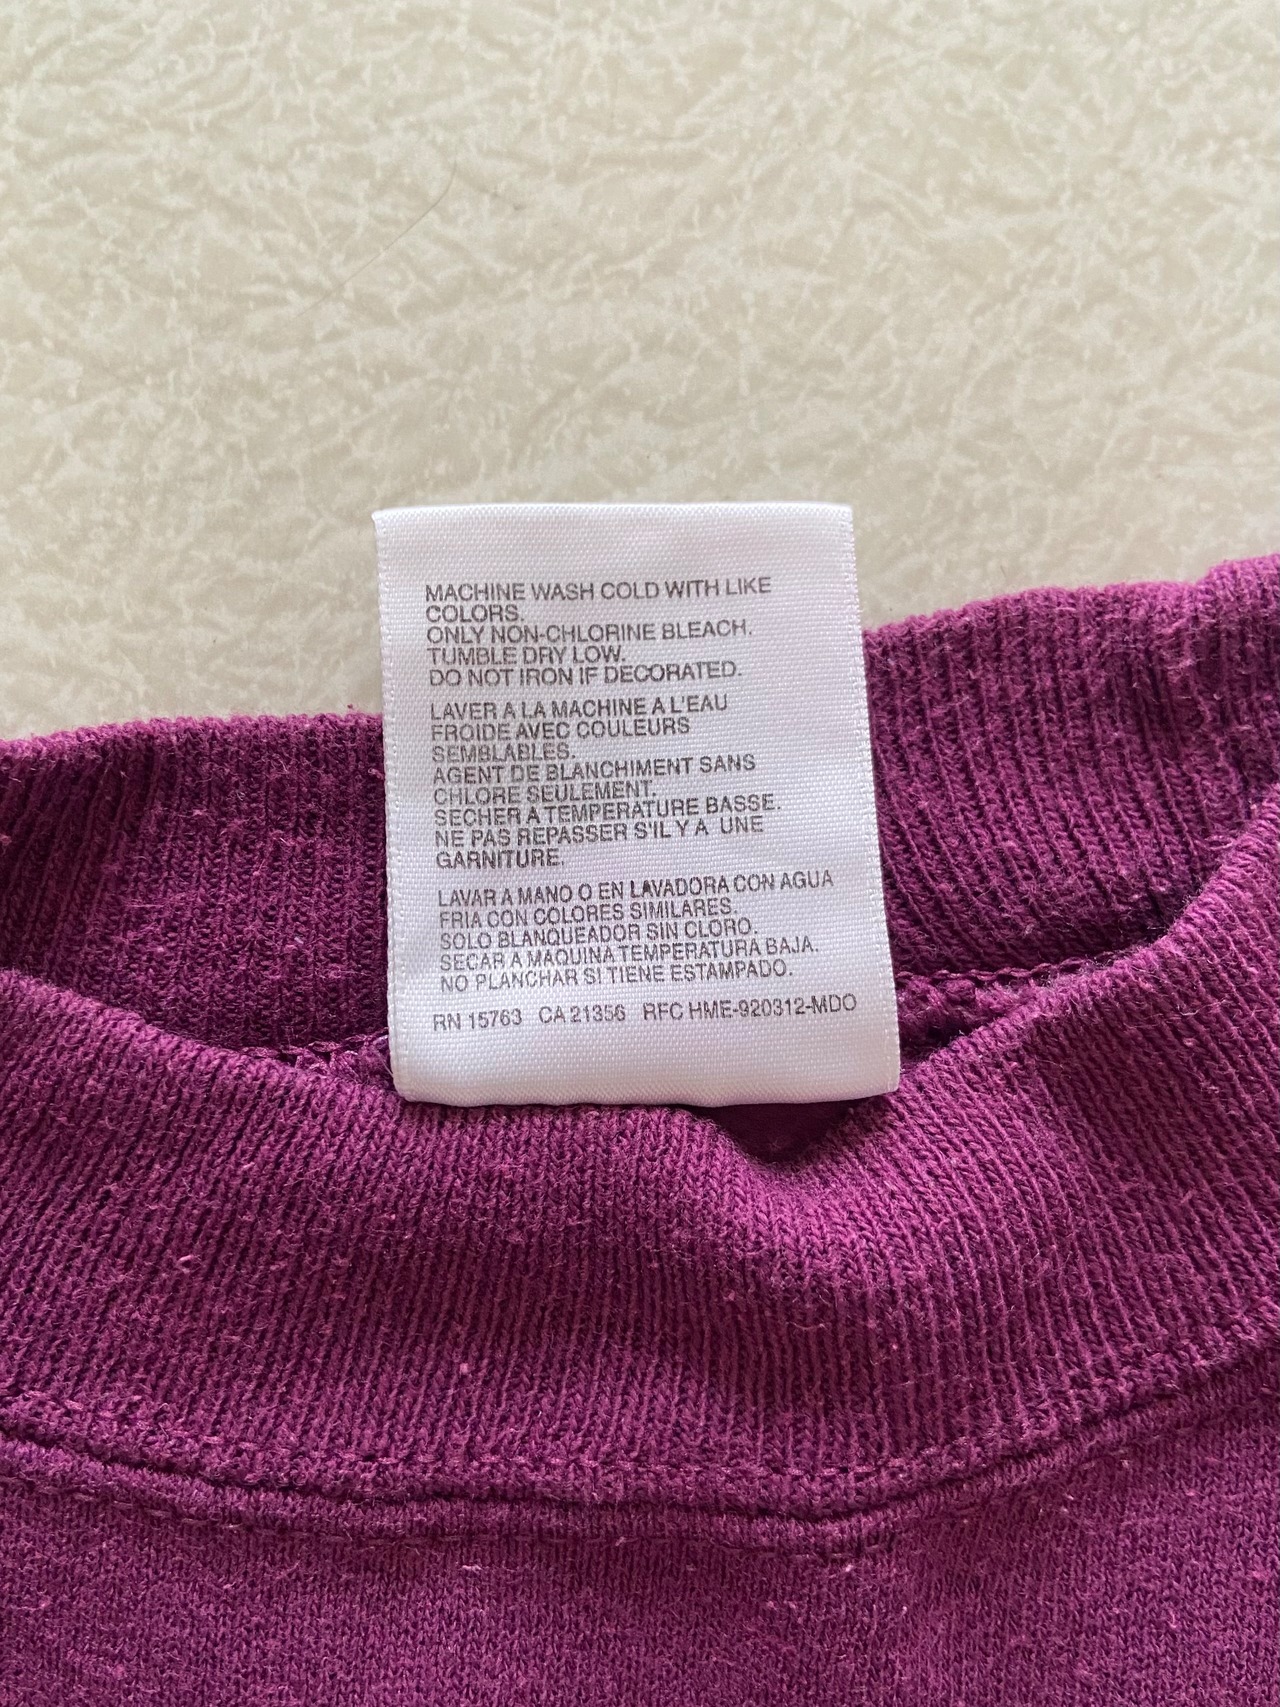 MACHINE WASH COLD WITH LIKE
COLORS.
ONLY NON-CHLORINE BLEACH.
TUMBLE DRY LOW.
DO NOT IRON IF DECORATED.
LAVER A LA MACHINE A L'EAU
FROIDE AVEC COULEURS
SEMBLABLES.
AGENT DE BLANCHIMENT SANS
CHLORE SEULEMENT.
SECHER A TEMPERATURE BASSE.
NE PAS REPASSER S'IL Y A UNE
GARNITURE.
LAVAR A MANO O EN LAVADORA CON AGUA
FRIA CON COLORES SIMILARES.
SOLO BLANQUEADOR SIN CLORO.
SECAR A MAQUINA TEMPERATURA BAJA.
NO PLANCHAR SI TIENE ESTAMPADO.
RN 15763 CA 21356 RFC HME-920312-MDO